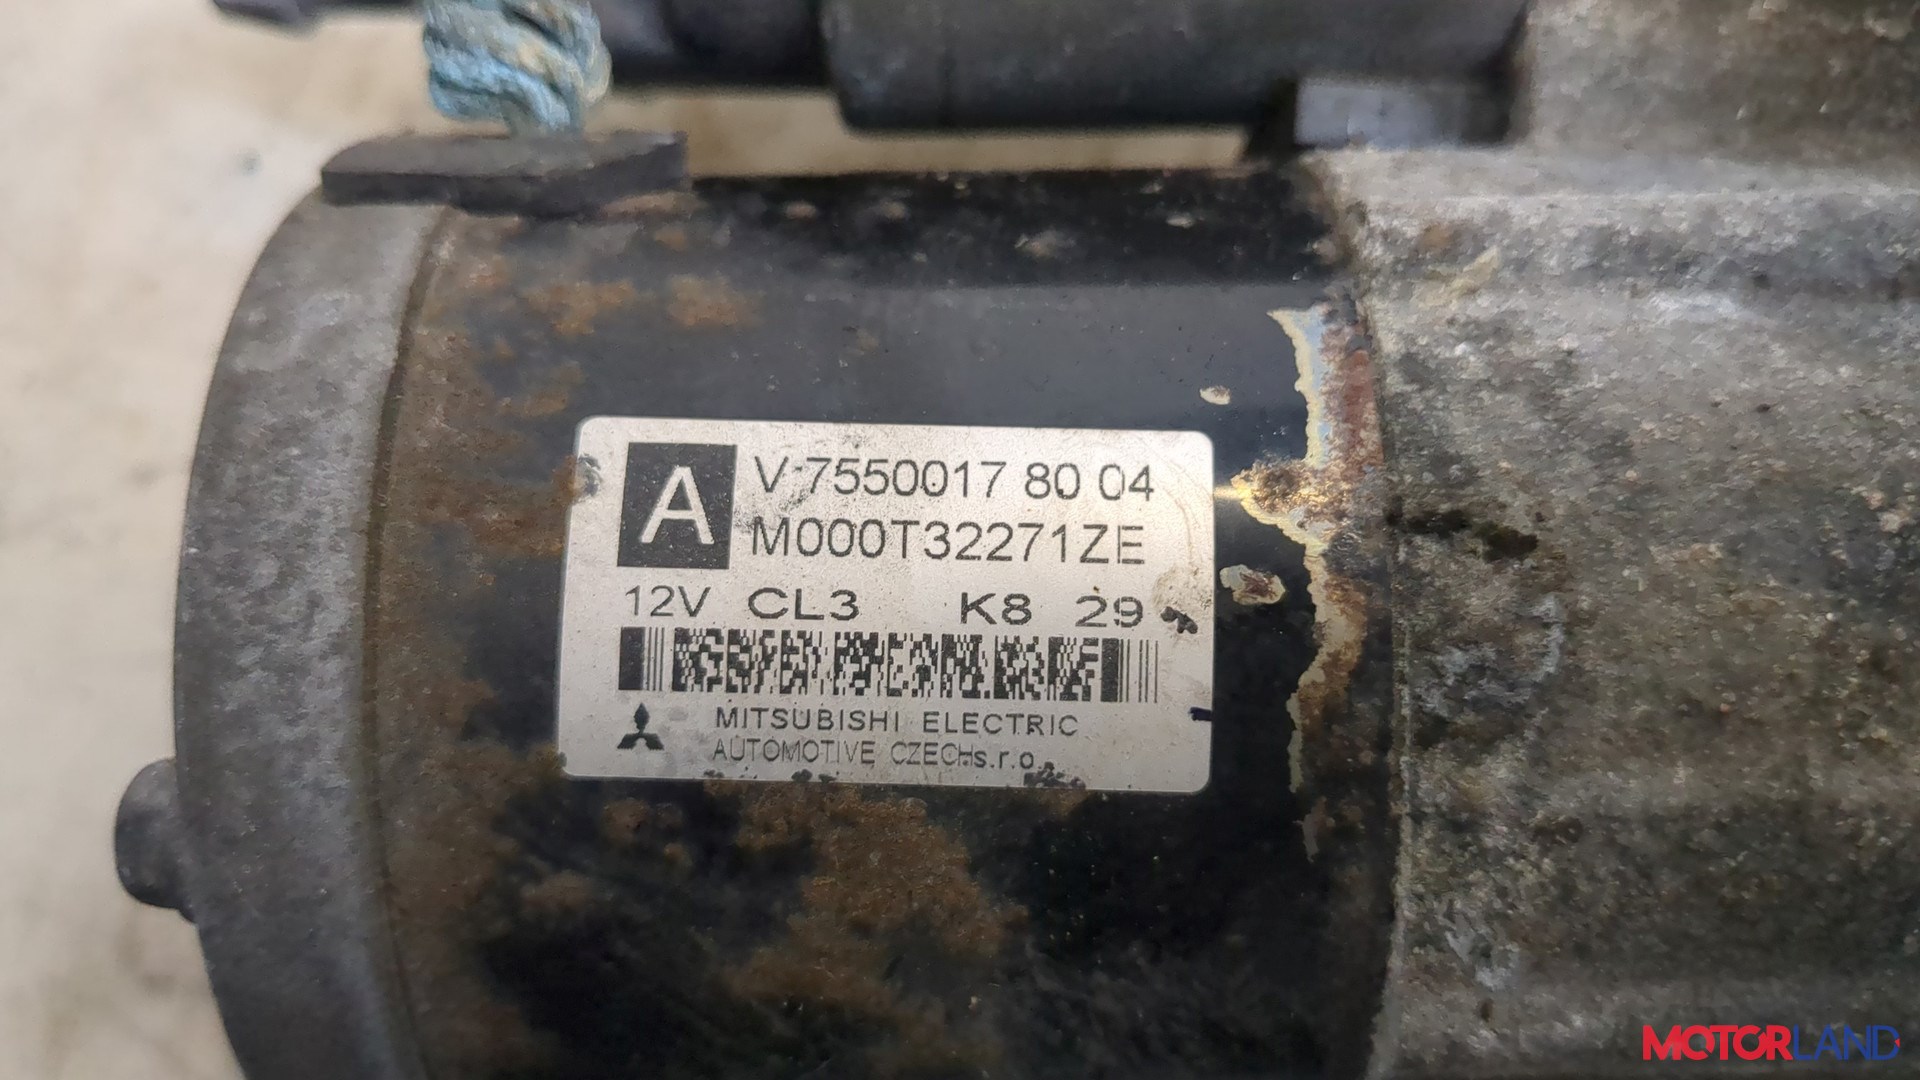 A
V 7550017 80 04
M000T32271ZE
12V CL3 K8 29
MITSUBISHI ELECTRIC
AUTOMOTIVE CZECHs.r.o.
MOTORLAND